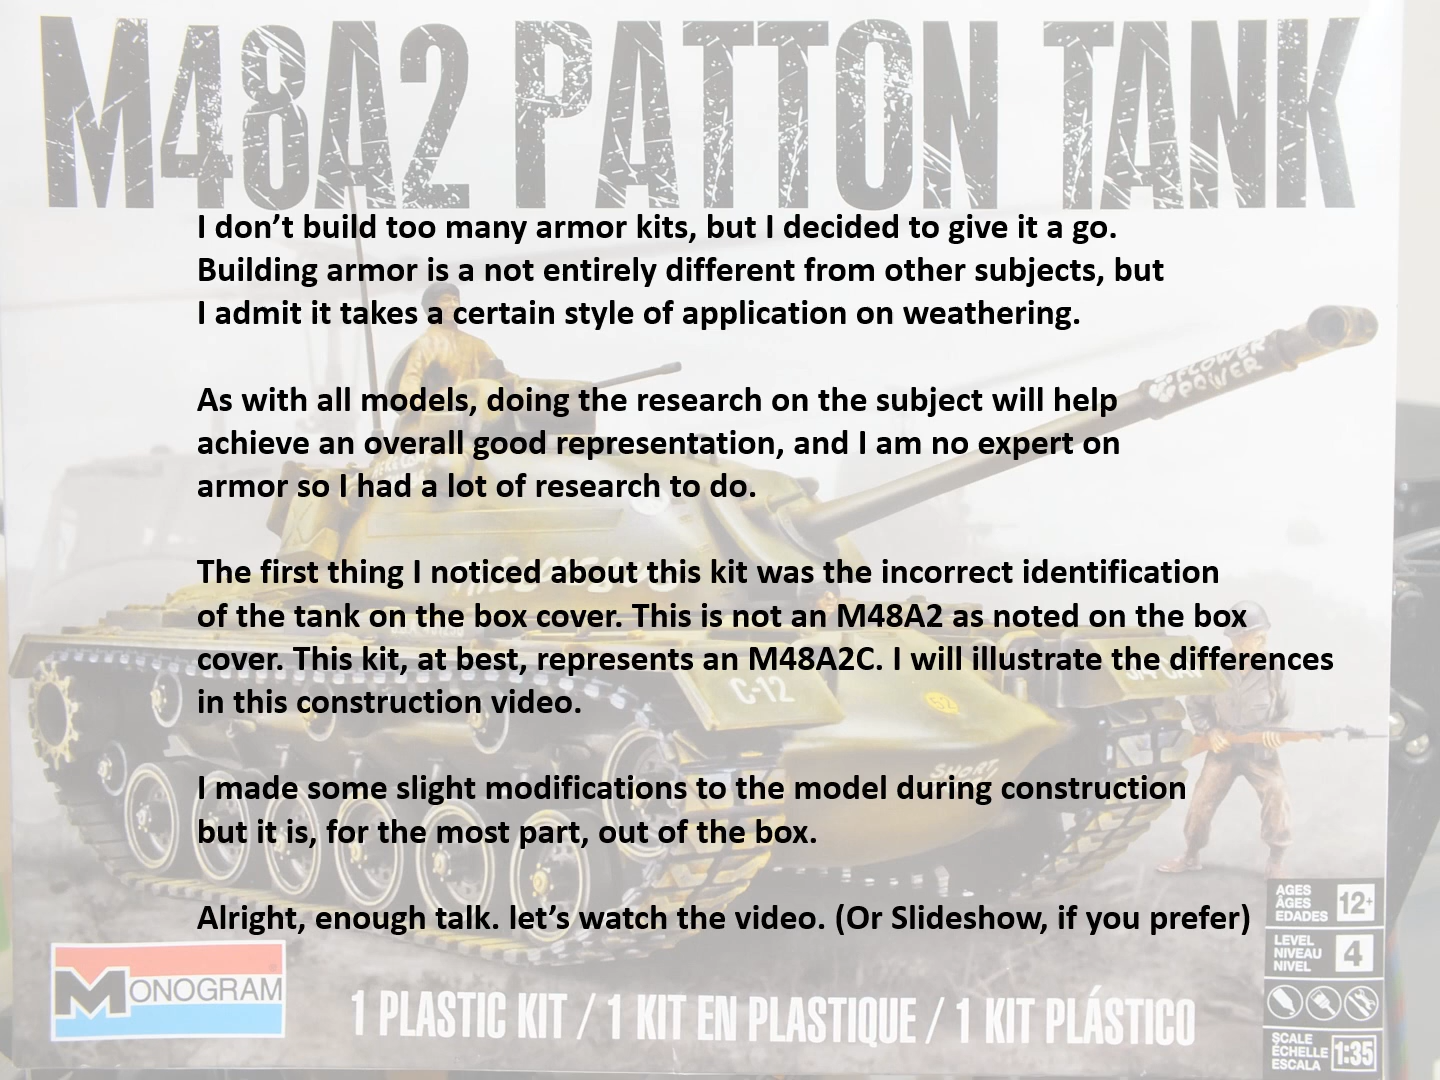 M48A2 PATTON TANK
I don’t build too many armor kits, but I decided to give it a go.
Building armor is a not entirely different from other subjects, but
I admit it takes a certain style of application on weathering.
As with all models, doing the research on the subject will help
achieve an overall good representation, and I am no expert on
armor so I had a lot of research to do.
The first thing I noticed about this kit was the incorrect identification
of the tank on the box cover. This is not an M48A2 as noted on the box
cover. This kit, at best, represents an M48A2C. I will illustrate the differences
in this construction video.
I made some slight modifications to the model during construction
but it is, for the most part, out of the box.
Alright, enough talk. let’s watch the video. (Or Slideshow, if you prefer)
FLOWER
POWER
C-12
52
SHORT
MONOGRAM
1 PLASTIC KIT / 1 KIT EN PLASTIQUE / 1 KIT PLÁSTICO
AGES
ÂGES
EDADES
12+
LEVEL
NIVEAU
NIVEL
4
SCALE
ÉCHELLE
ESCALA
1:35